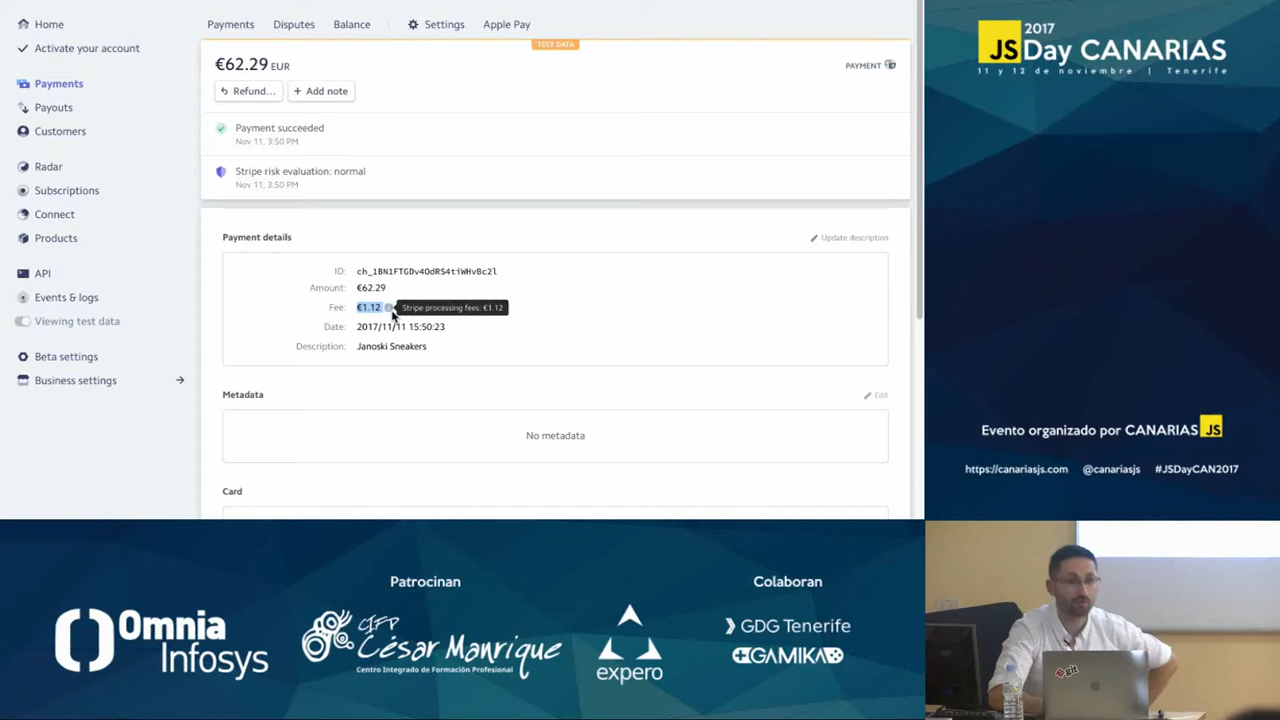 Home
Activate your account
Payments
Payouts
Customers
Radar
Subscriptions
Connect
Products
API
Events & logs
Viewing test data
Beta settings
Business settings
Payments Disputes Balance Settings Apple Pay
TEST DATA
€62.29 EUR
PAYMENT
Refund...
+ Add note
Payment succeeded
Nov 11, 3:50 PM
Stripe risk evaluation: normal
Nov 11, 3:50 PM
Payment details
Update description
ID: ch_1BN1FTGDv4OdRS4tiWHvBc2l
Amount: €62.29
Fee: €1.12 Stripe processing fees: €1.12
Date: 2017/11/11 15:50:23
Description: Janoski Sneakers
Metadata
Edit
No metadata
Card
2017
JS Day CANARIAS
11 y 12 de noviembre | Tenerife
Evento organizado por CANARIAS JS
https://canariasjs.com @canariasjs #JSDayCAN2017
Patrocinan
Omnia
Infosys
CIFP
César Manrique
Centro Integrado de Formación Profesional
expero
Colaboran
GDG Tenerife
GAMIKA
git